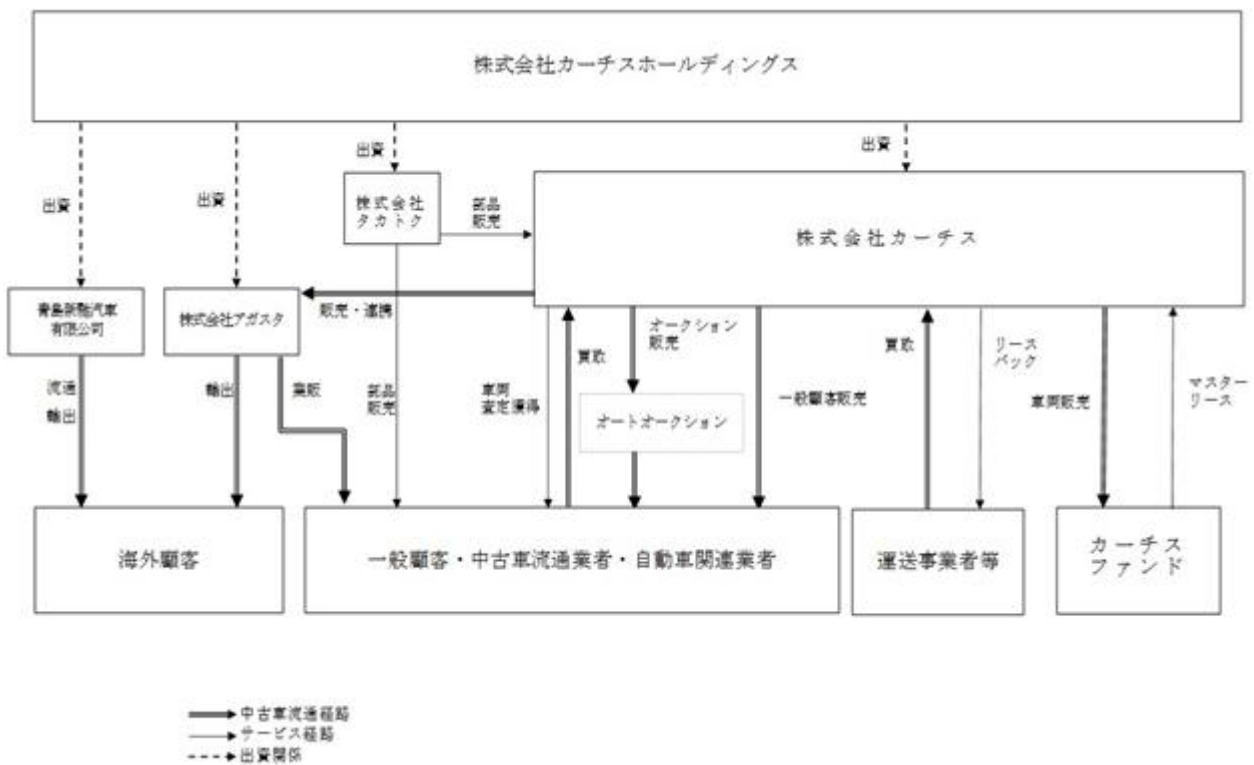 株式会社カーチスホールディングス
出資
出資
出資
出資
株式会社
タカトク
部品
販売
株式会社カーチス
青島新馳汽車
有限公司
株式会社アガスタ
販売・連携
流通
輸出
輸出
業販
部品
販売
車両
査定獲得
買取
オークション
販売
オートオークション
一般顧客販売
買取
リース
バック
車両販売
マスター
リース
海外顧客
一般顧客・中古車流通業者・自動車関連業者
運送事業者等
カーチス
ファンド
中古車流通経路
サービス経路
出資関係